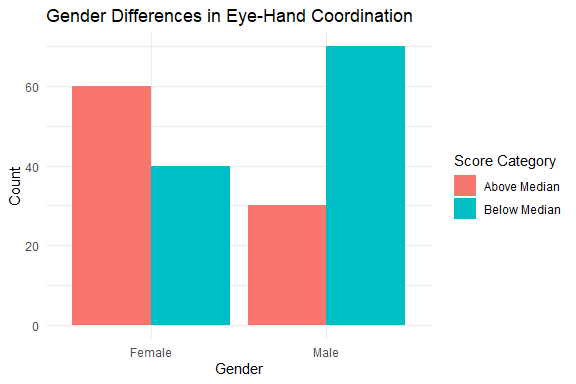 Gender Differences in Eye-Hand Coordination
60
40
20
0
Count
Female
Male
Gender
Score Category
Above Median
Below Median